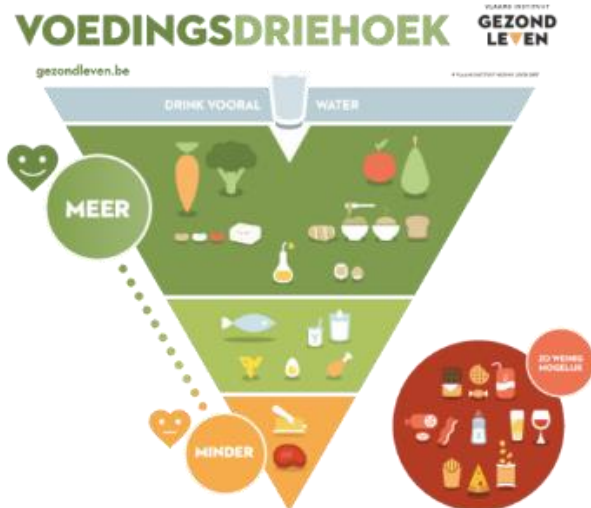 VOEDINGSDRIEHOEK
VLAAMS INSTITUUT
GEZOND
LEVEN
gezondleven.be
DRINK VOORAL WATER
MEER
MINDER
ZO WEINIG
MOGELIJK